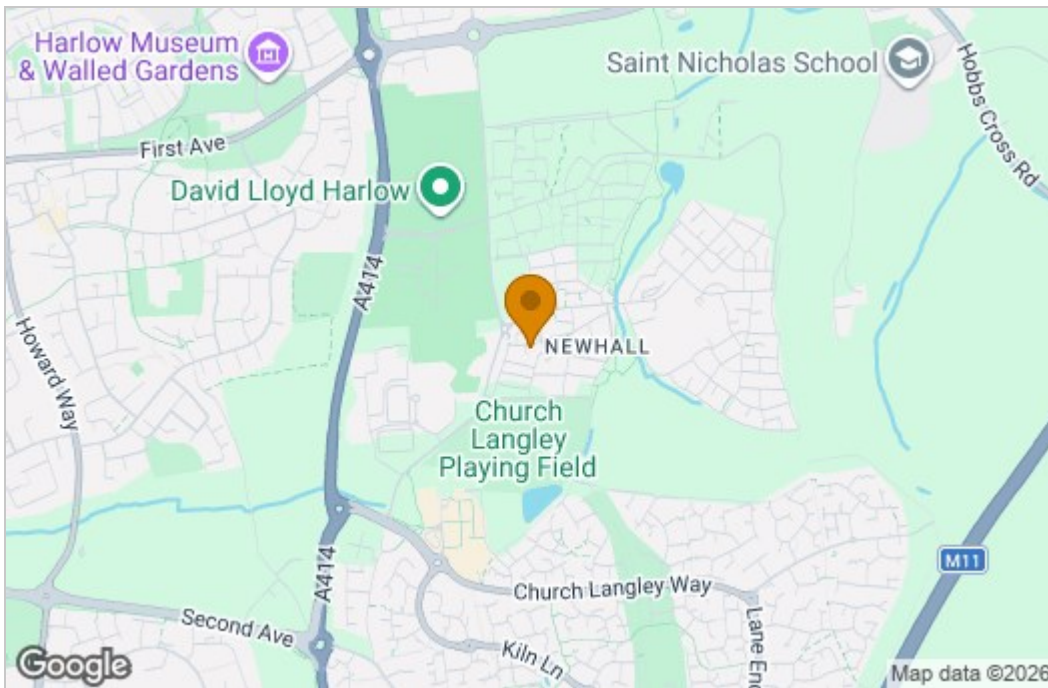 Harlow Museum
& Walled Gardens
Saint Nicholas School
Hobbs Cross Rd
First Ave
David Lloyd Harlow
A414
Howard Way
NEWHALL
Church
Langley
Playing Field
M11
A414
Church Langley Way
Second Ave
Lane En
Kiln Ln
Google
Map data ©2026